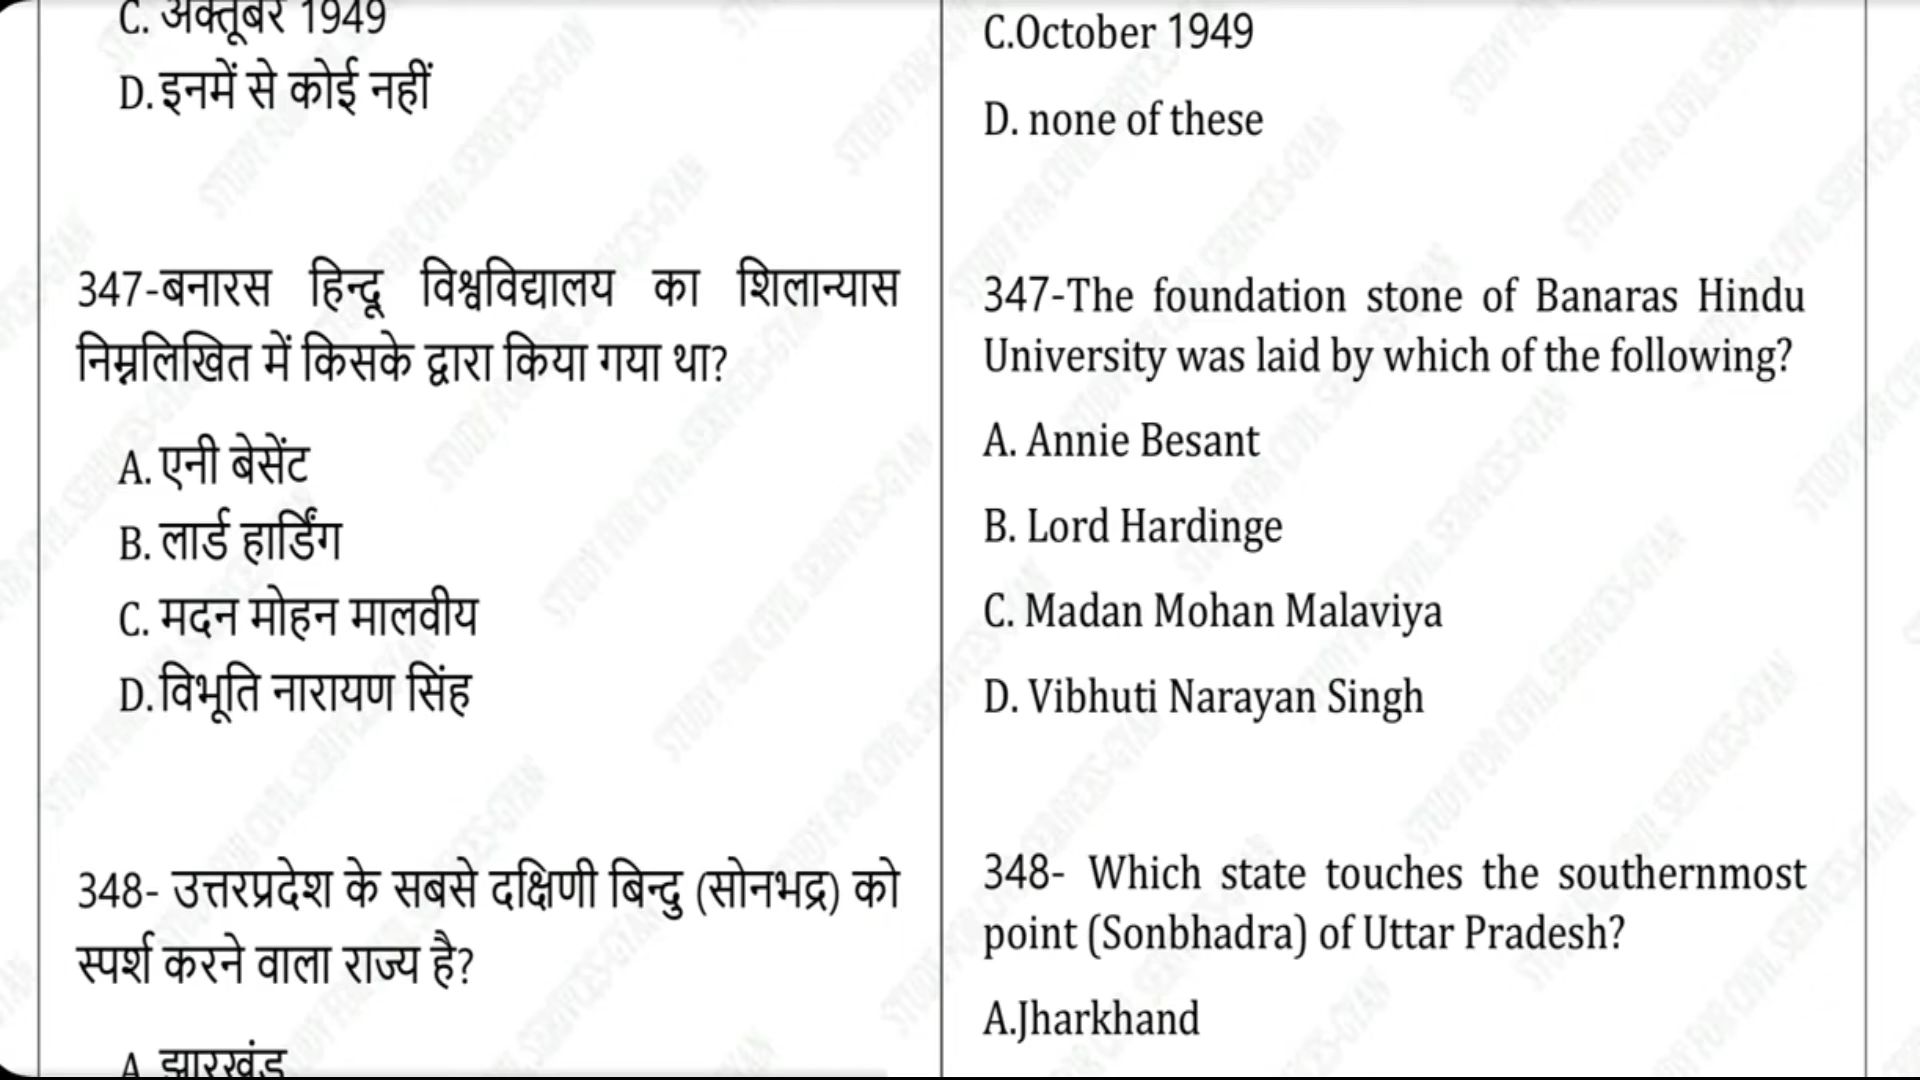 C. अक्तूबर 1949
D. इनमें से कोई नहीं
347-बनारस हिन्दू विश्वविद्यालय का शिलान्यास
निम्नलिखित में किसके द्वारा किया गया था?
A. एनी बेसेंट
B. लार्ड हार्डिंग
C. मदन मोहन मालवीय
D. विभूति नारायण सिंह
348- उत्तरप्रदेश के सबसे दक्षिणी बिन्दु (सोनभद्र) को
स्पर्श करने वाला राज्य है?
A झारखंड
C.October 1949
D. none of these
347-The foundation stone of Banaras Hindu
University was laid by which of the following?
A. Annie Besant
B. Lord Hardinge
C. Madan Mohan Malaviya
D. Vibhuti Narayan Singh
348- Which state touches the southernmost
point (Sonbhadra) of Uttar Pradesh?
A.Jharkhand